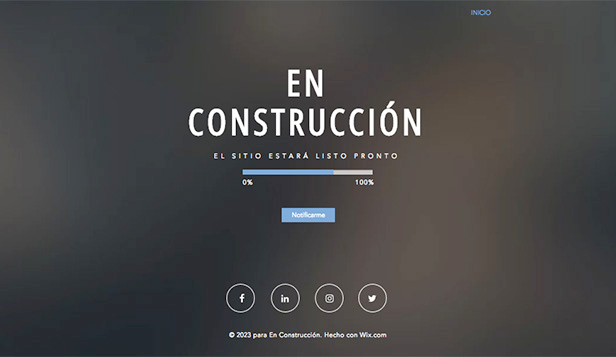 INICIO
EN
CONSTRUCCIÓN
EL SITIO ESTARÁ LISTO PRONTO
0% 100%
Notificarme
© 2023 para En Construcción. Hecho con Wix.com